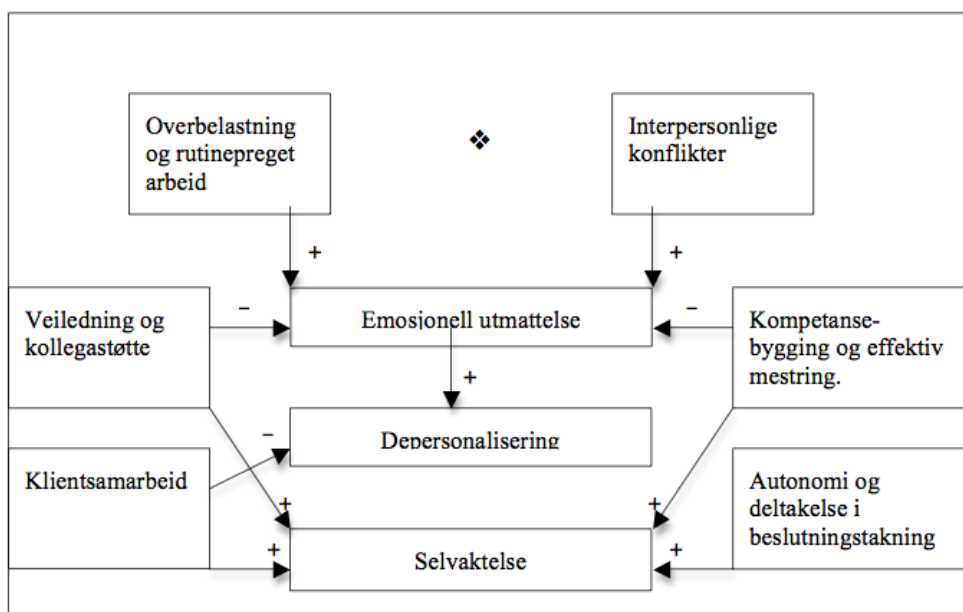 Overbelastning
og rutinepreget
arbeid
❖
Interpersonlige
konflikter
+
+
Veiledning og
kollegastøtte
–
Emosjonell utmattelse
–
Kompetanse-
bygging og effektiv
mestring.
+
–
Depersonalisering
Klientsamarbeid
+
+
Autonomi og
deltakelse i
beslutningstakning
+
Selvaktelse
+